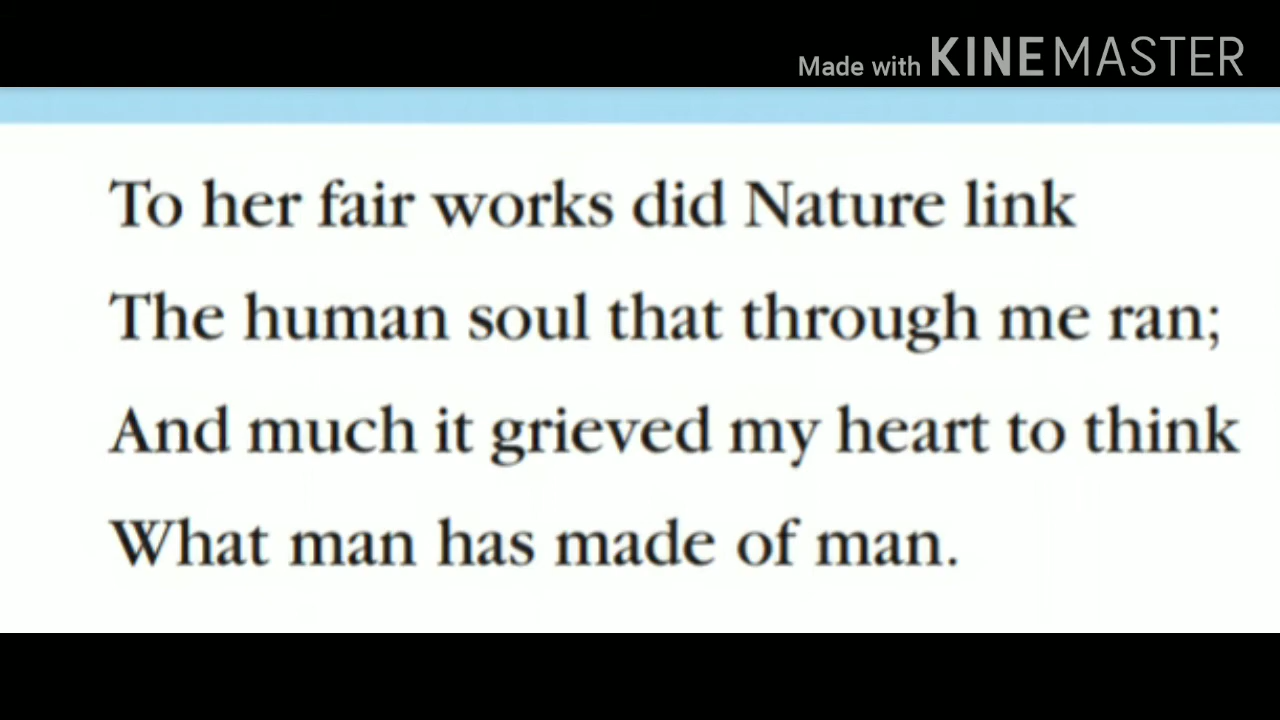 Made with KINEMASTER
To her fair works did Nature link
The human soul that through me ran;
And much it grieved my heart to think
What man has made of man.